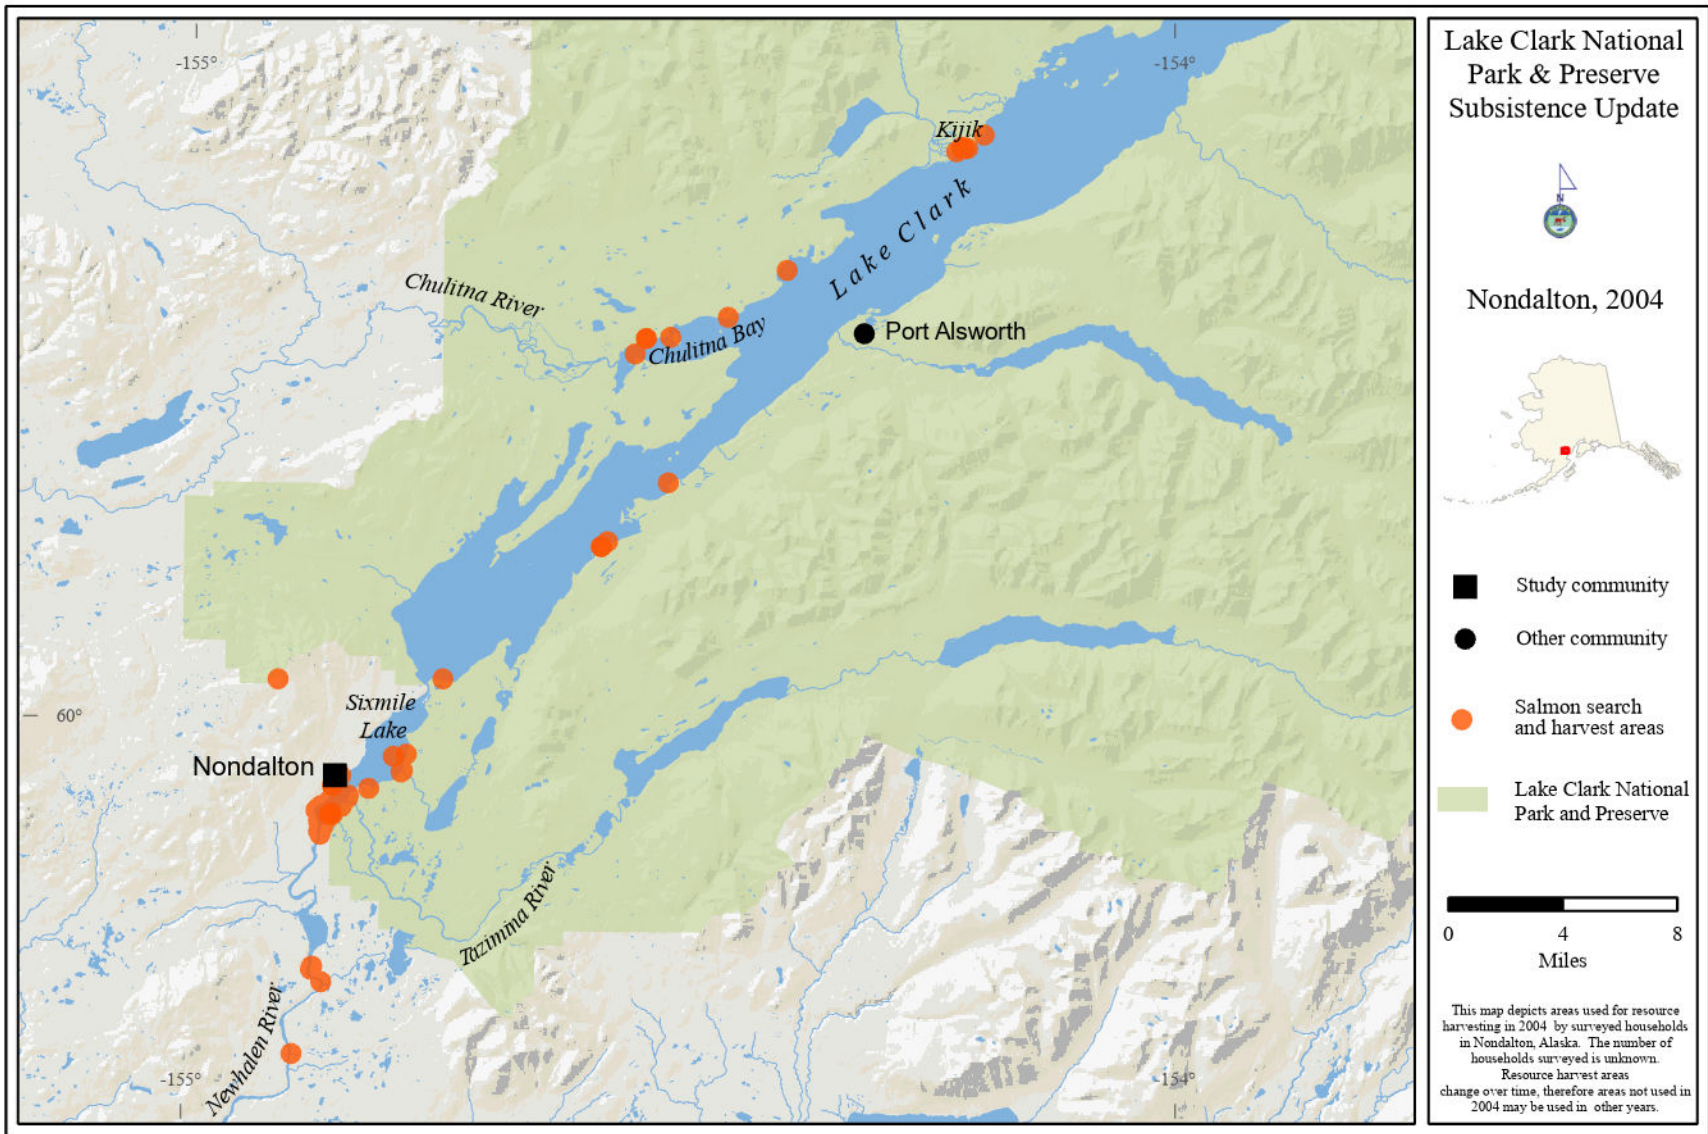 Lake Clark National
Park & Preserve
Subsistence Update
N
Nondalton, 2004
Study community
Other community
Salmon search
and harvest areas
Lake Clark National
Park and Preserve
0 4 8
Miles
This map depicts areas used for resource
harvesting in 2004 by surveyed households
in Nondalton, Alaska. The number of
households surveyed is unknown.
Resource harvest areas
change over time, therefore areas not used in
2004 may be used in other years.
-155°
-154°
Kijik
Lake Clark
Chulitna River
Chulitna Bay
Port Alsworth
Sixmile
Lake
60°
Nondalton
Tazimina River
Newhalen River
-155°
-154°